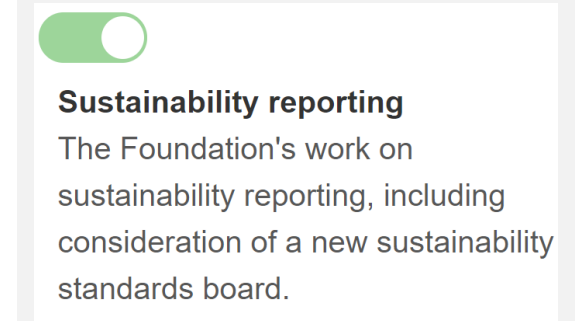 Sustainability reporting
The Foundation's work on
sustainability reporting, including
consideration of a new sustainability
standards board.